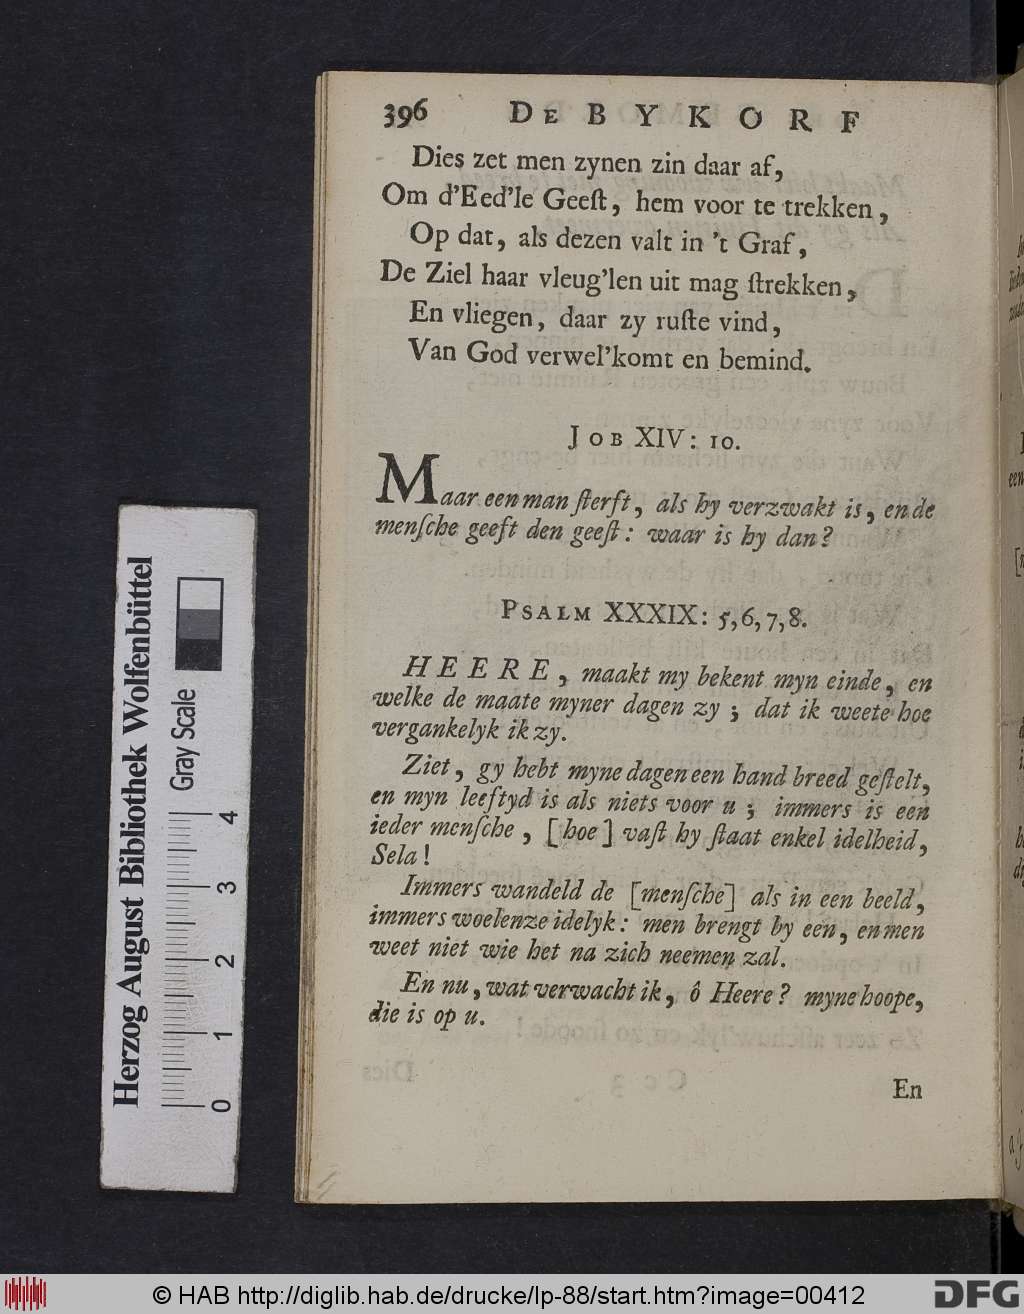 396 DE BYKORF
Dies zet men zynen zin daar af,
Om d'Eed'le Geeſt, hem voor te trekken,
Op dat, als dezen valt in 't Graf,
De Ziel haar vleug'len uit mag ſtrekken,
En vliegen, daar zy ruſte vind,
Van God verwel'komt en bemind.
JOB XIV: 10.
Maar een man ſterft, als hy verzwakt is, en de
menſche geeft den geeſt: waar is hy dan?
PSALM XXXIX: 5, 6, 7, 8.
HEERE, maakt my bekent myn einde, en
welke de maate myner dagen zy; dat ik weete hoe
vergankelyk ik zy.
Ziet, gy hebt myne dagen een hand breed geſtelt,
en myn leeftyd is als niets voor u; immers is een
ieder menſche, [hoe] vaſt hy ſtaat enkel idelheid,
Sela!
Immers wandeld de [menſche] als in een beeld,
immers woelenze idelyk: men brengt by een, en men
weet niet wie het na zich neemen zal.
En nu, wat verwacht ik, ô Heere? myne hoope,
die is op u.
En
Herzog August Bibliothek Wolfenbüttel
Gray Scale
0 1 2 3 4
© HAB http://diglib.hab.de/drucke/lp-88/start.htm?image=00412
DFG